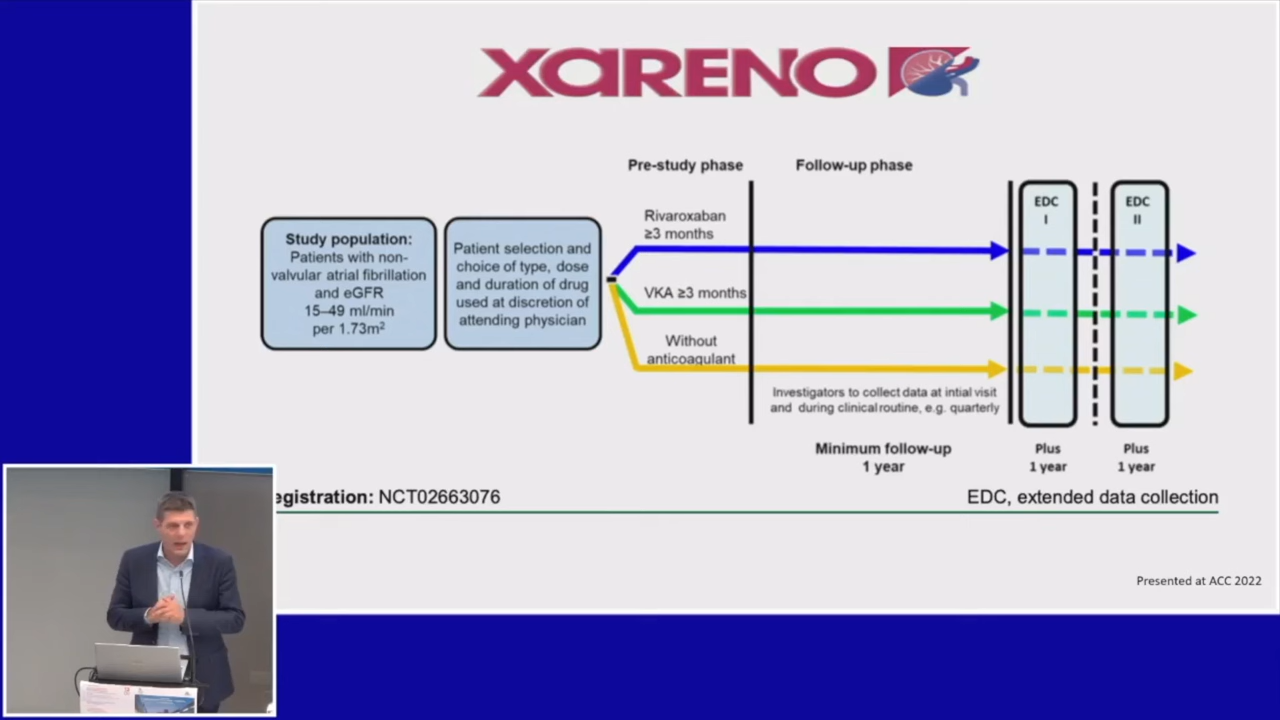 XARENO
Pre-study phase
Follow-up phase
Study population:
Patients with non-
valvular atrial fibrillation
and eGFR
15–49 ml/min
per 1.73m²
Patient selection and
choice of type, dose
and duration of drug
used at discretion of
attending physician
Rivaroxaban
≥3 months
VKA ≥3 months
Without
anticoagulant
Investigators to collect data at intial visit
and during clinical routine, e.g. quarterly
Minimum follow-up
1 year
EDC
I
EDC
II
Plus
1 year
Plus
1 year
egistration: NCT02663076
EDC, extended data collection
Presented at ACC 2022